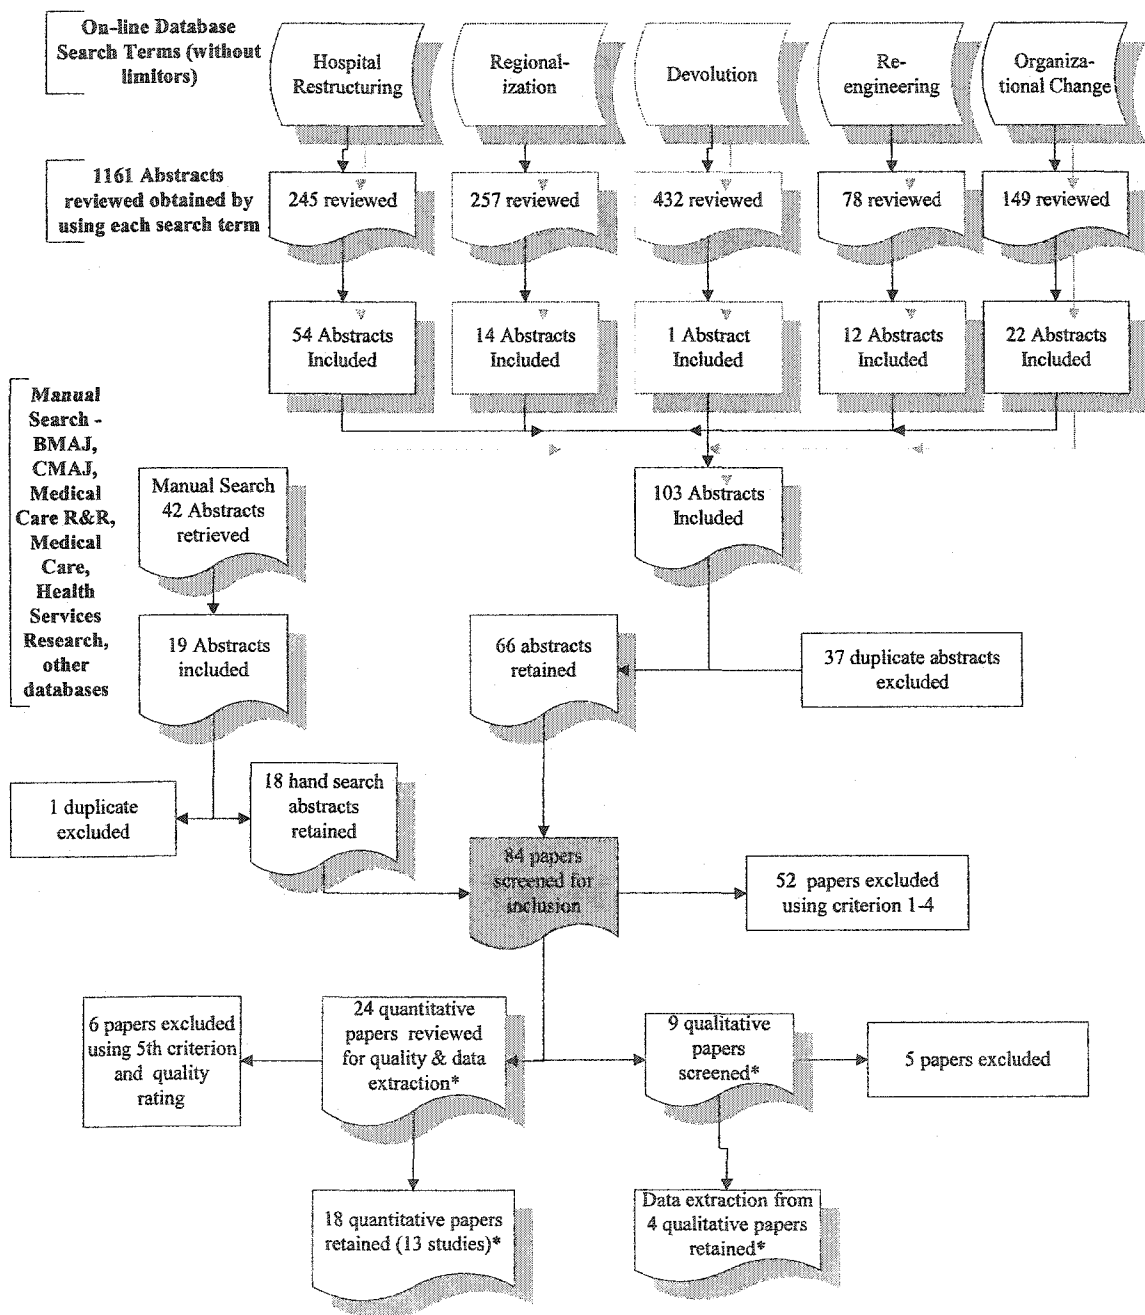 On-line Database
Search Terms (without
limitors)
Hospital
Restructuring
Regional-
ization
Devolution
Re-
engineering
Organiza-
tional Change
1161 Abstracts
reviewed obtained by
using each search term
245 reviewed
257 reviewed
432 reviewed
78 reviewed
149 reviewed
54 Abstracts
Included
14 Abstracts
Included
1 Abstract
Included
12 Abstracts
Included
22 Abstracts
Included
Manual
Search -
BMAJ,
CMAJ,
Medical
Care R&R,
Medical
Care,
Health
Services
Research,
other
databases
Manual Search
42 Abstracts
retrieved
103 Abstracts
Included
19 Abstracts
included
66 abstracts
retained
37 duplicate abstracts
excluded
1 duplicate
excluded
18 hand search
abstracts
retained
84 papers
screened for
inclusion
52 papers excluded
using criterion 1-4
6 papers excluded
using 5th criterion
and quality
rating
24 quantitative
papers reviewed
for quality & data
extraction*
9 qualitative
papers
screened*
5 papers excluded
18 quantitative papers
retained (13 studies)*
Data extraction from
4 qualitative papers
retained*